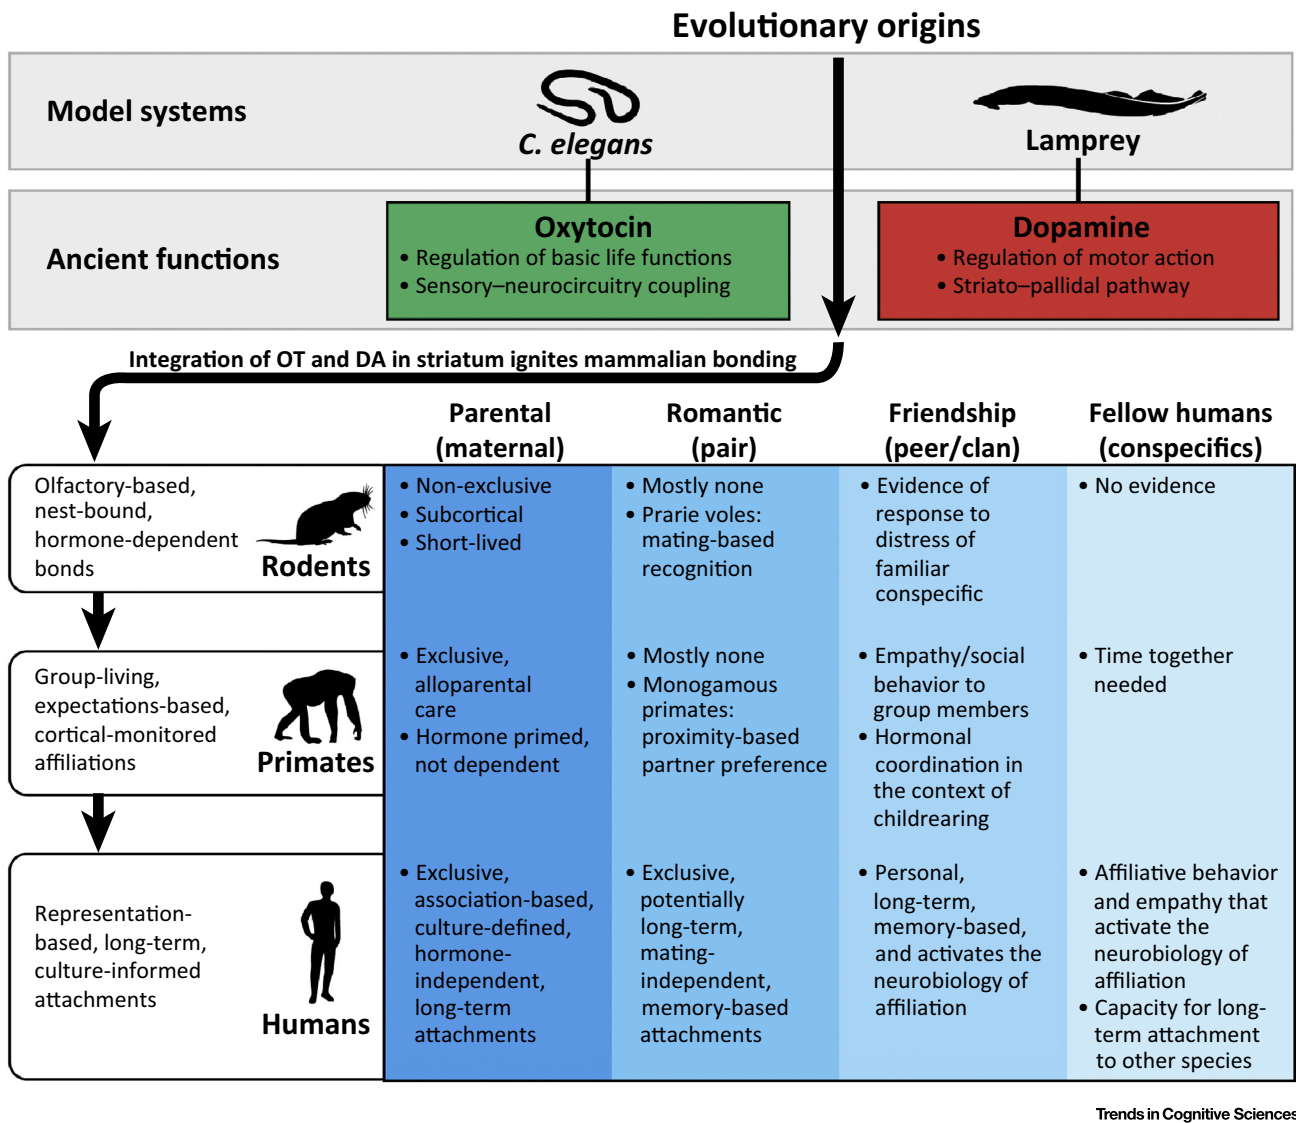 Evolutionary origins
Model systems
C. elegans
Lamprey
Ancient functions
Oxytocin
• Regulation of basic life functions
• Sensory–neurocircuitry coupling
Dopamine
• Regulation of motor action
• Striato–pallidal pathway
Integration of OT and DA in striatum ignites mammalian bonding
Parental
(maternal)
Romantic
(pair)
Friendship
(peer/clan)
Fellow humans
(conspecifics)
Olfactory-based,
nest-bound,
hormone-dependent
bonds
Rodents
• Non-exclusive
• Subcortical
• Short-lived
• Mostly none
• Prarie voles:
mating-based
recognition
• Evidence of
response to
distress of
familiar
conspecific
• No evidence
Group-living,
expectations-based,
cortical-monitored
affiliations
Primates
• Exclusive,
alloparental
care
• Hormone primed,
not dependent
• Mostly none
• Monogamous
primates:
proximity-based
partner preference
• Empathy/social
behavior to
group members
• Hormonal
coordination in
the context of
childrearing
• Time together
needed
Representation-
based, long-term,
culture-informed
attachments
Humans
• Exclusive,
association-based,
culture-defined,
hormone-
independent,
long-term
attachments
• Exclusive,
potentially
long-term,
mating-
independent,
memory-based
attachments
• Personal,
long-term,
memory-based,
and activates the
neurobiology of
affiliation
• Affiliative behavior
and empathy that
activate the
neurobiology of
affiliation
• Capacity for long-
term attachment
to other species
Trends in Cognitive Sciences